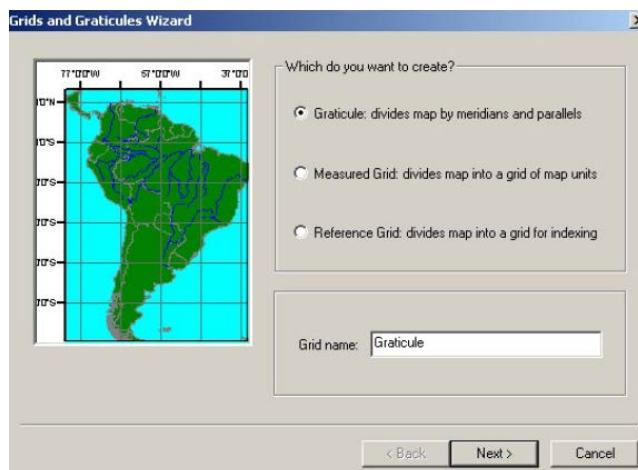 Grids and Graticules Wizard
77°0'0"W 57°0'0"W 37°0'0
Which do you want to create?
Graticule: divides map by meridians and parallels
Measured Grid: divides map into a grid of map units
Reference Grid: divides map into a grid for indexing
Grid name: Graticule
< Back Next > Cancel